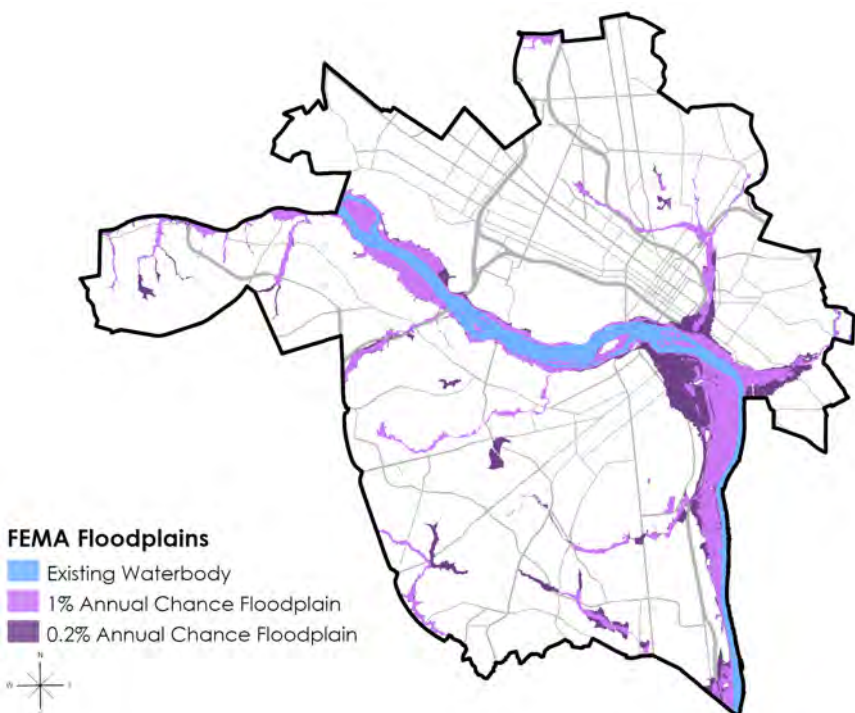 FEMA Floodplains
Existing Waterbody
1% Annual Chance Floodplain
0.2% Annual Chance Floodplain
N
W
E
S